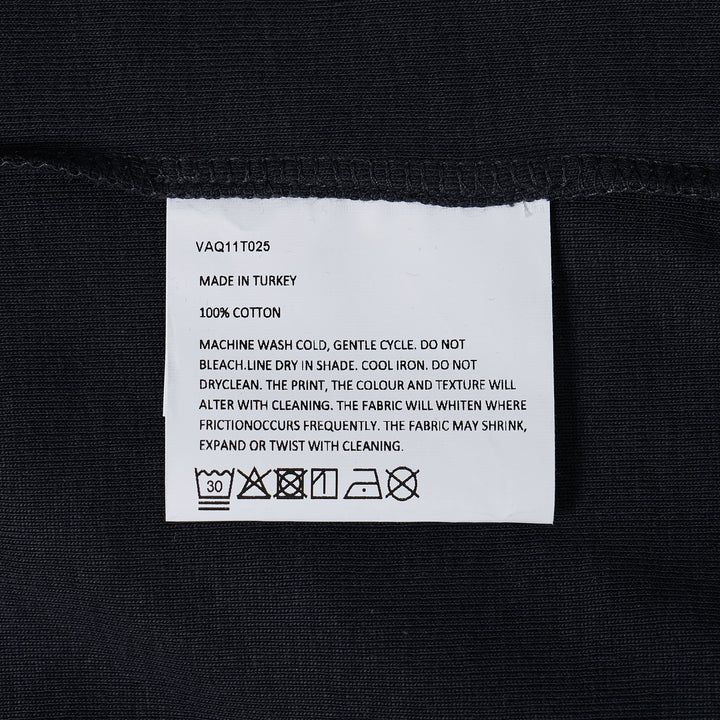 VAQ11T025
MADE IN TURKEY
100% COTTON
MACHINE WASH COLD, GENTLE CYCLE. DO NOT
BLEACH.LINE DRY IN SHADE. COOL IRON. DO NOT
DRYCLEAN. THE PRINT, THE COLOUR AND TEXTURE WILL
ALTER WITH CLEANING. THE FABRIC WILL WHITEN WHERE
FRICTIONOCCURS FREQUENTLY. THE FABRIC MAY SHRINK,
EXPAND OR TWIST WITH CLEANING.
30